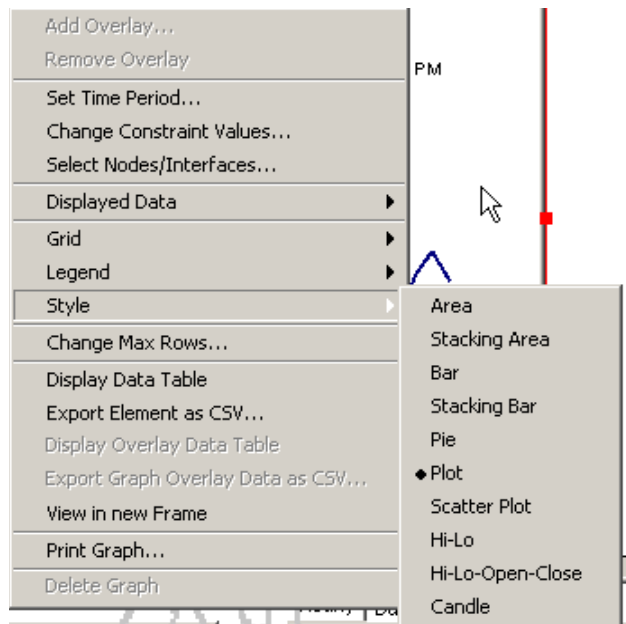 Add Overlay...
Remove Overlay
PM
Set Time Period...
Change Constraint Values...
Select Nodes/Interfaces...
Displayed Data
Grid
Legend
Style
Change Max Rows...
Display Data Table
Export Element as CSV...
Display Overlay Data Table
Export Graph Overlay Data as CSV...
View in new Frame
Print Graph...
Delete Graph
Area
Stacking Area
Bar
Stacking Bar
Pie
Plot
Scatter Plot
Hi-Lo
Hi-Lo-Open-Close
Candle